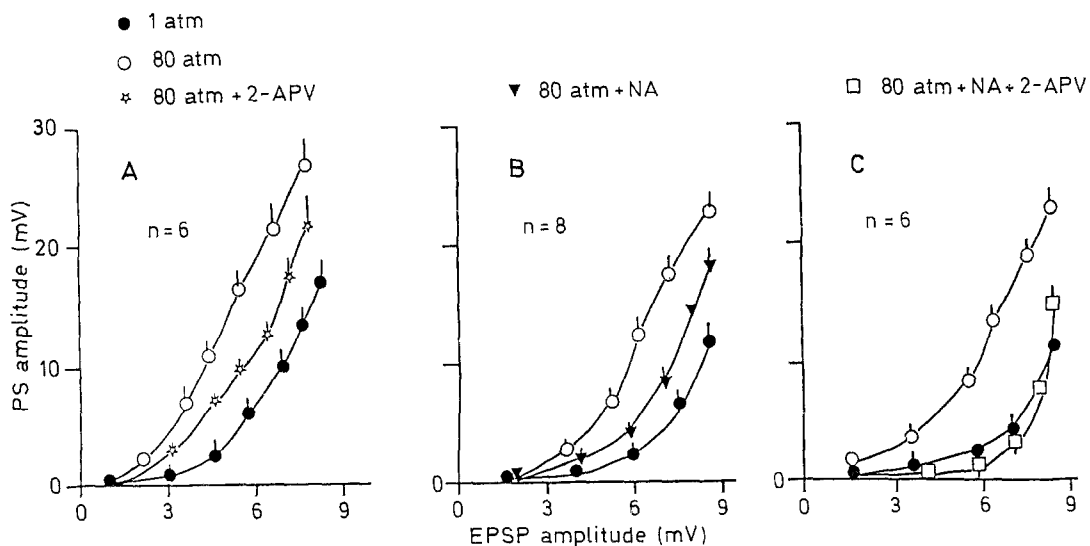 1 atm
80 atm
80 atm + 2-APV
80 atm + NA
80 atm + NA + 2-APV
30
20
10
0
PS amplitude (mV)
A
n = 6
0
3
6
9
B
n = 8
0
3
6
9
C
n = 6
0
3
6
9
EPSP amplitude (mV)